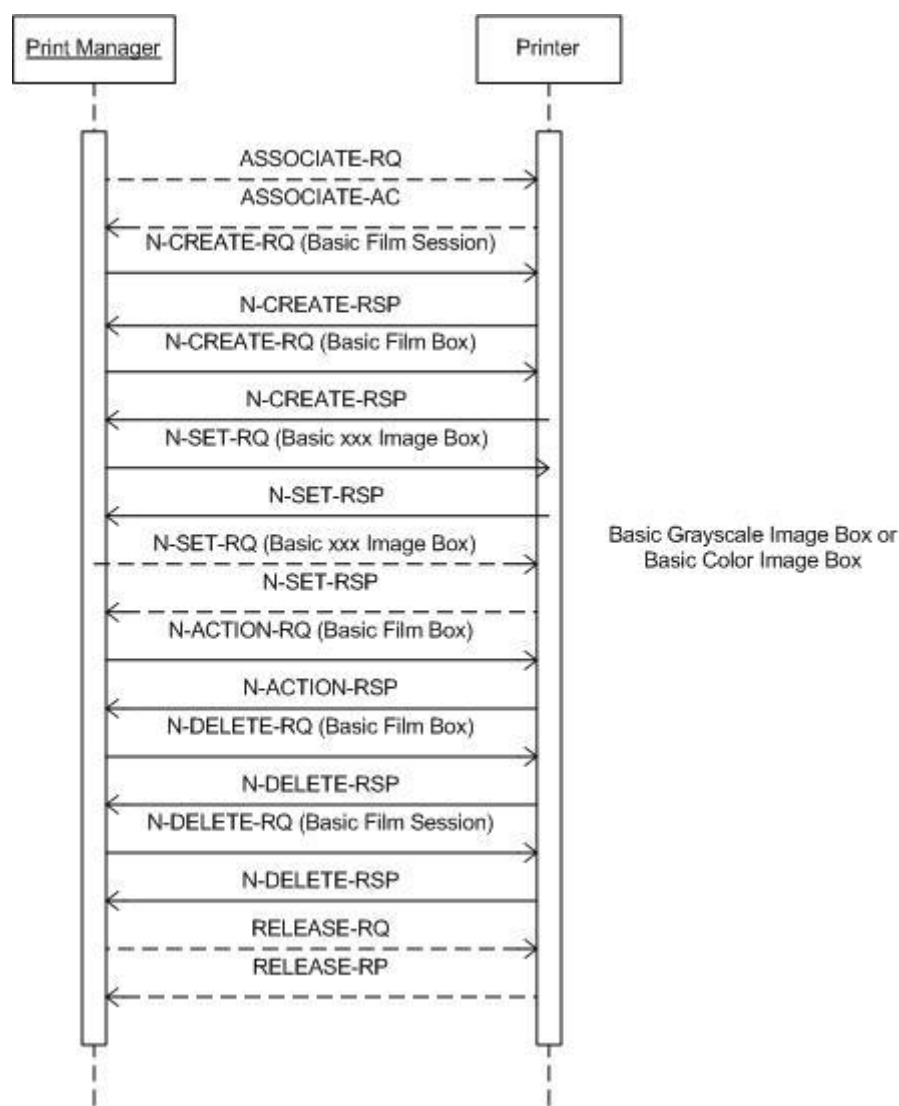 Print Manager
Printer
ASSOCIATE-RQ
ASSOCIATE-AC
N-CREATE-RQ (Basic Film Session)
N-CREATE-RSP
N-CREATE-RQ (Basic Film Box)
N-CREATE-RSP
N-SET-RQ (Basic xxx Image Box)
N-SET-RSP
N-SET-RQ (Basic xxx Image Box)
Basic Grayscale Image Box or
Basic Color Image Box
N-SET-RSP
N-ACTION-RQ (Basic Film Box)
N-ACTION-RSP
N-DELETE-RQ (Basic Film Box)
N-DELETE-RSP
N-DELETE-RQ (Basic Film Session)
N-DELETE-RSP
RELEASE-RQ
RELEASE-RP